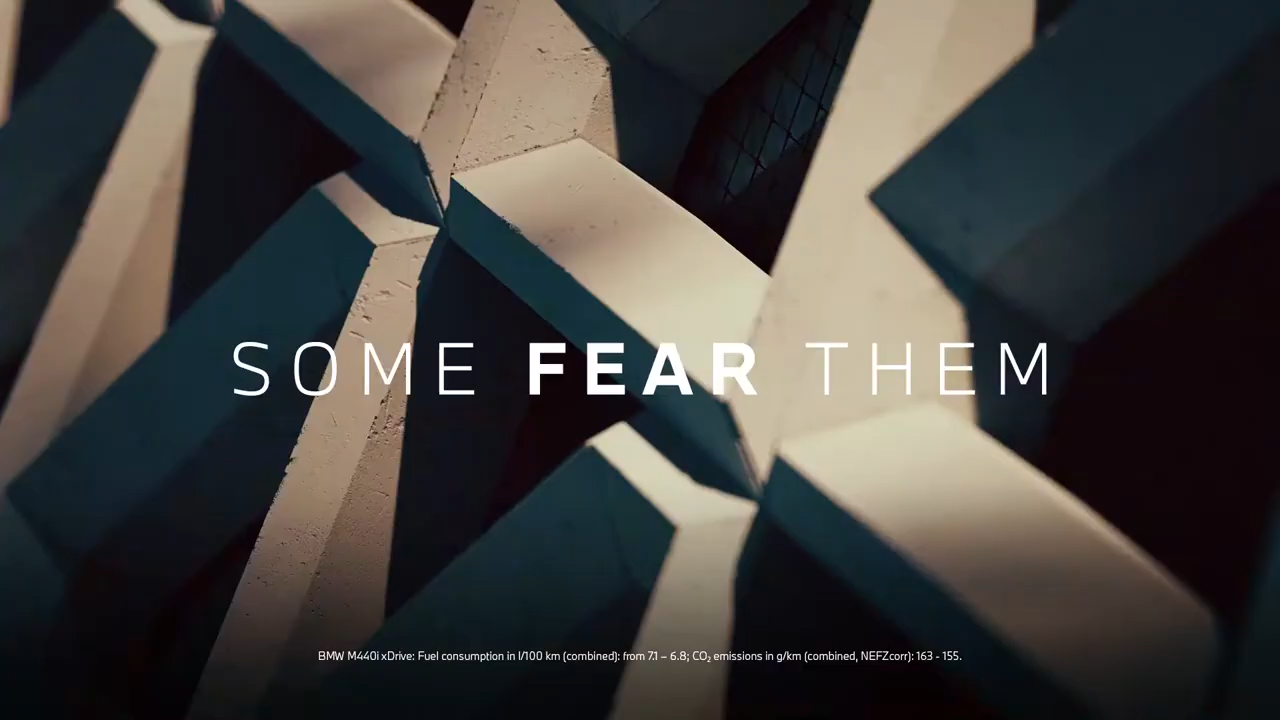 SOME FEAR THEM
BMW M440i xDrive: Fuel consumption in l/100 km (combined): from 7.1 – 6.8; CO₂ emissions in g/km (combined, NEFZcorr): 163 - 155.